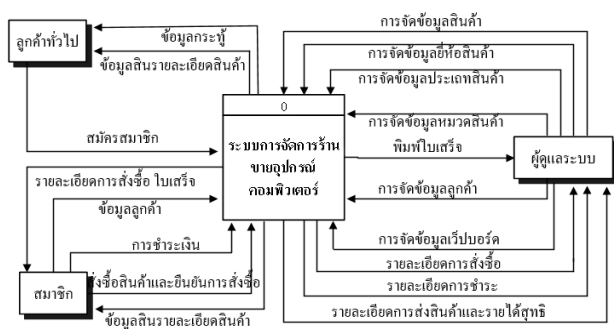 การจัดข้อมูลสินค้า
ข้อมูลกระทู้
การจัดข้อมูลยี่ห้อสินค้า
ลูกค้าทั่วไป
ข้อมูลสินรายละเอียดสินค้า
การจัดข้อมูลประเภทสินค้า
0
การจัดข้อมูลหมวดสินค้า
สมัครสมาชิก
ระบบการจัดการร้าน
ขายอุปกรณ์
คอมพิวเตอร์
พิมพ์ใบเสร็จ
ผู้ดูแลระบบ
รายละเอียดการสั่งซื้อ ใบเสร็จ
การจัดข้อมูลลูกค้า
ข้อมูลลูกค้า
การชำระเงิน
การจัดข้อมูลเว็ปบอร์ด
รายละเอียดการสั่งซื้อ
สมาชิก
สั่งซื้อสินค้าและยืนยันการสั่งซื้อ
รายละเอียดการชำระ
รายละเอียดการส่งสินค้าและรายได้สุทธิ
ข้อมูลสินรายละเอียดสินค้า